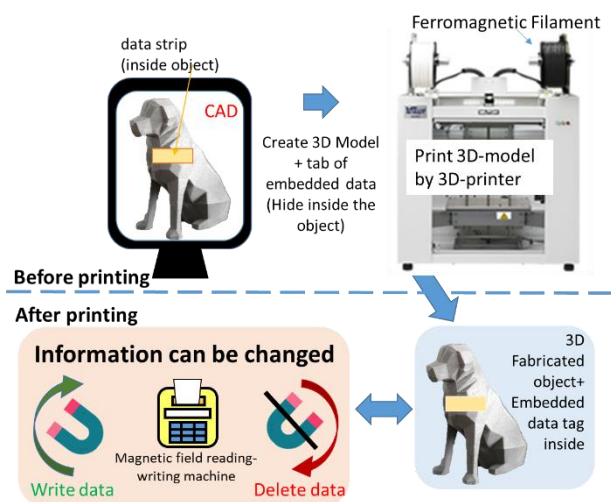 Ferromagnetic Filament
data strip
(inside object)
CAD
Create 3D Model
+ tab of
embedded data
(Hide inside the
object)
Print 3D-model
by 3D-printer
Before printing
After printing
Information can be changed
Write data
Magnetic field reading-
writing machine
Delete data
3D
Fabricated
object+
Embedded
data tag
inside